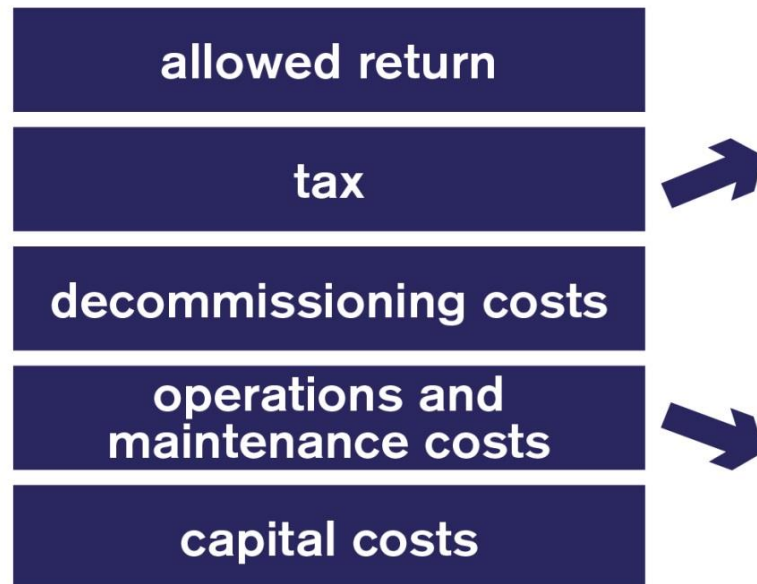 allowed return
tax
decommissioning costs
operations and
maintenance costs
capital costs